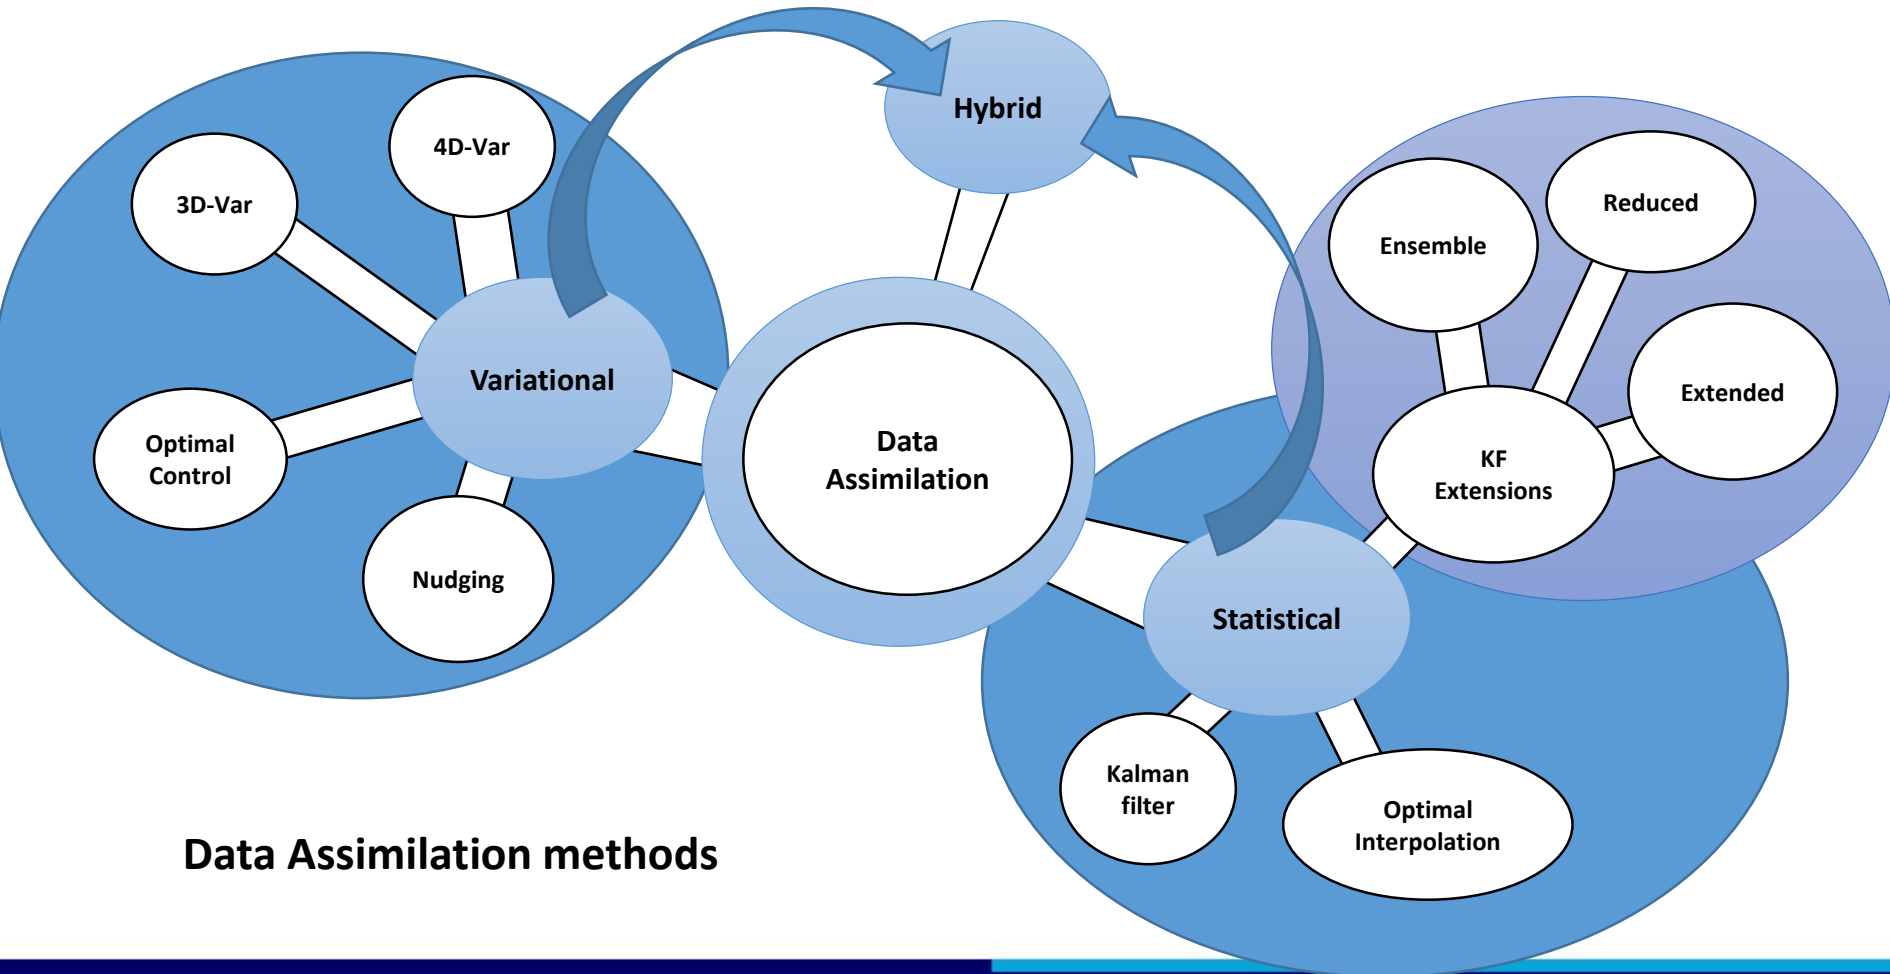 Hybrid
4D-Var
3D-Var
Variational
Optimal
Control
Nudging
Data
Assimilation
Ensemble
Reduced
Extended
KF
Extensions
Statistical
Kalman
filter
Optimal
Interpolation
Data Assimilation methods